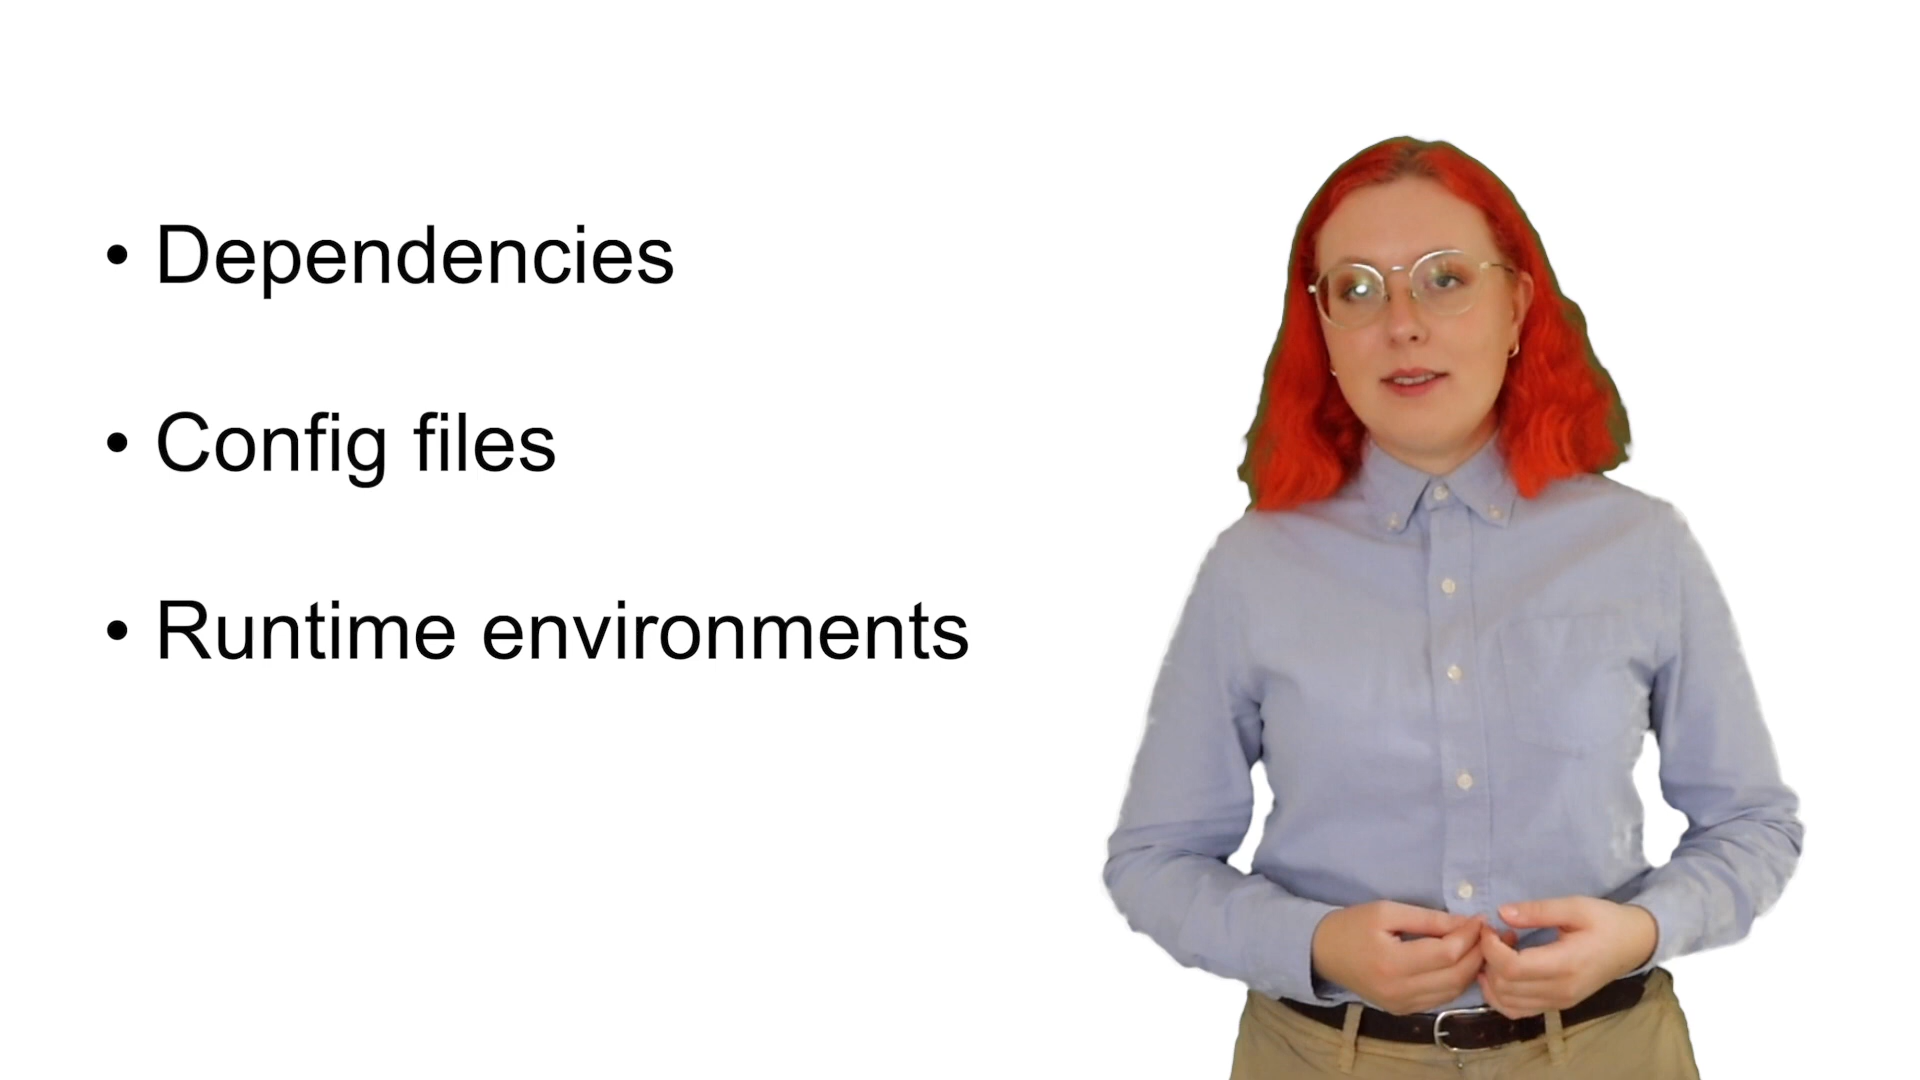 • Dependencies
• Config files
• Runtime environments